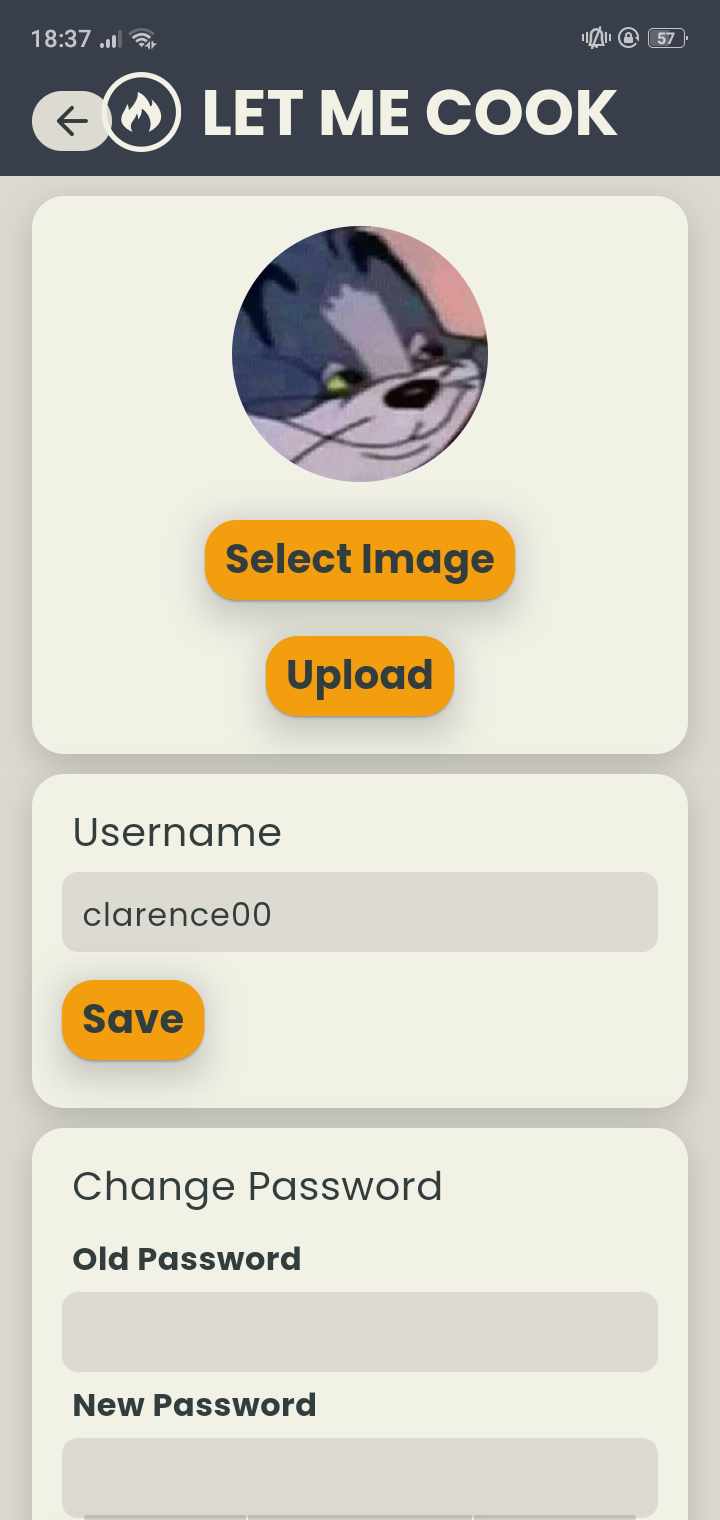 18:37
57
LET ME COOK
Select Image
Upload
Username
clarence00
Save
Change Password
Old Password
New Password